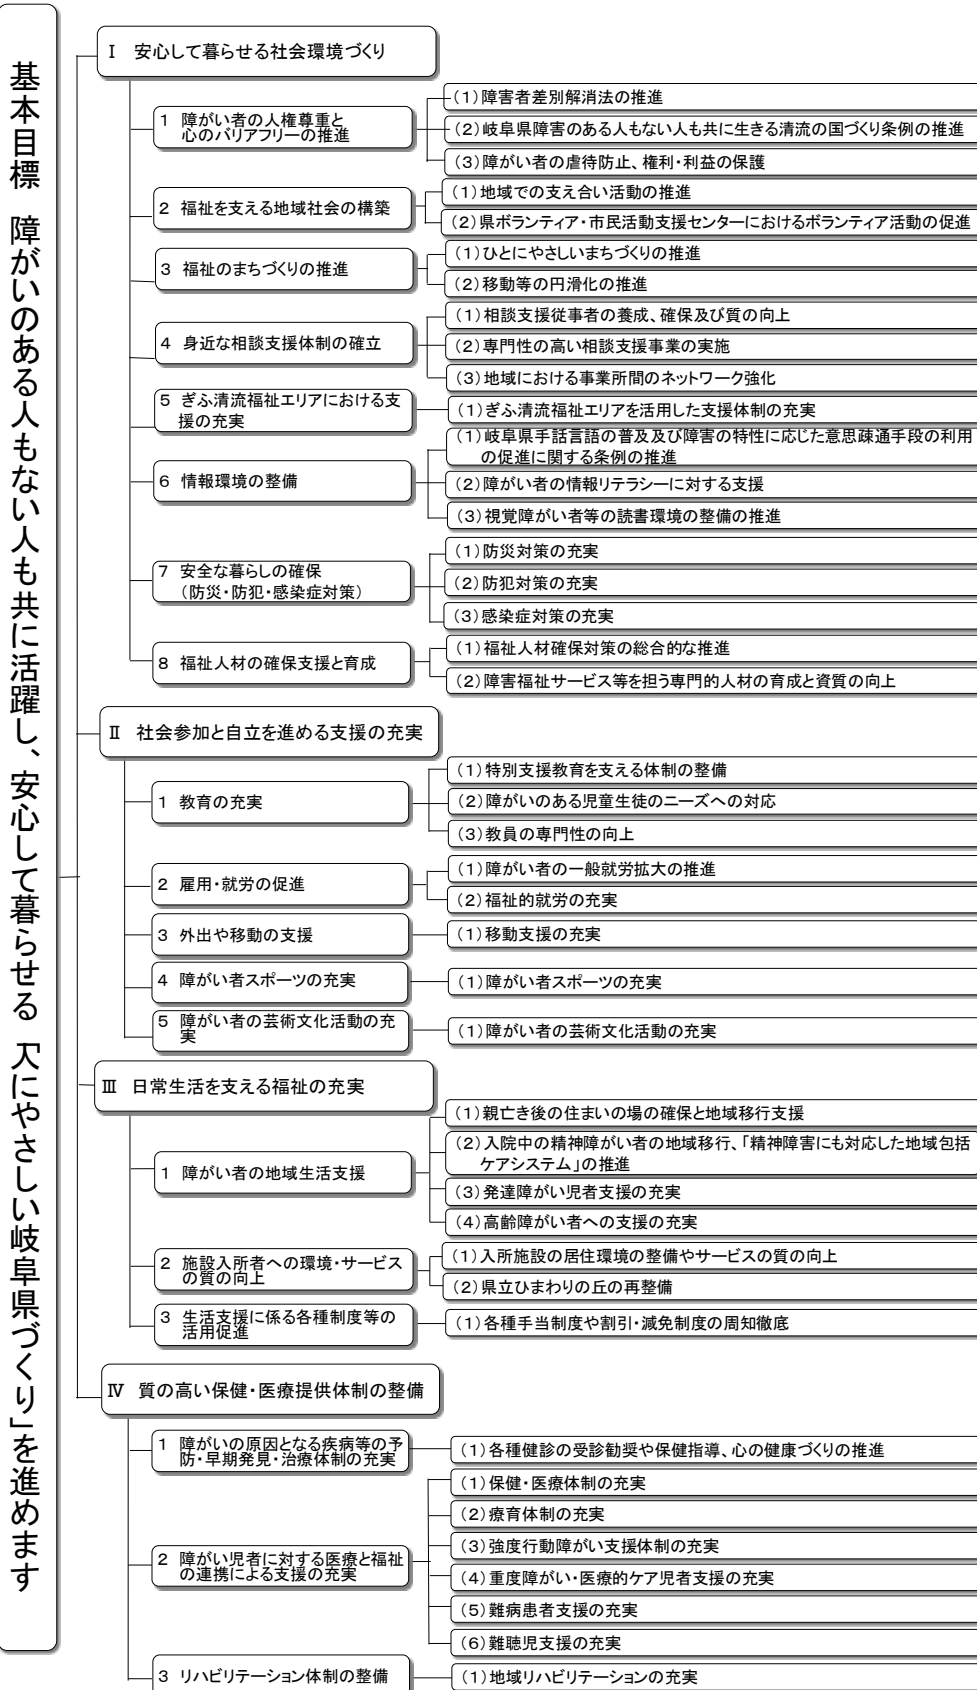 基本目標 障がいのある人もない人も共に活躍し、安心して暮らせる「人にやさしい岐阜県づくり」を進めます
Ⅰ 安心して暮らせる社会環境づくり
1 障がい者の人権尊重と
心のバリアフリーの推進
(1)障害者差別解消法の推進
(2)岐阜県障害のある人もない人も共に生きる清流の国づくり条例の推進
(3)障がい者の虐待防止、権利・利益の保護
2 福祉を支える地域社会の構築
(1)地域での支え合い活動の推進
(2)県ボランティア・市民活動支援センターにおけるボランティア活動の促進
3 福祉のまちづくりの推進
(1)ひとにやさしいまちづくりの推進
(2)移動等の円滑化の推進
4 身近な相談支援体制の確立
(1)相談支援従事者の養成、確保及び質の向上
(2)専門性の高い相談支援事業の実施
(3)地域における事業所間のネットワーク強化
5 ぎふ清流福祉エリアにおける支
援の充実
(1)ぎふ清流福祉エリアを活用した支援体制の充実
6 情報環境の整備
(1)岐阜県手話言語の普及及び障害の特性に応じた意思疎通手段の利用
の促進に関する条例の推進
(2)障がい者の情報リテラシーに対する支援
(3)視覚障がい者等の読書環境の整備の推進
7 安全な暮らしの確保
(防災・防犯・感染症対策)
(1)防災対策の充実
(2)防犯対策の充実
(3)感染症対策の充実
8 福祉人材の確保支援と育成
(1)福祉人材確保対策の総合的な推進
(2)障害福祉サービス等を担う専門的人材の育成と資質の向上
Ⅱ 社会参加と自立を進める支援の充実
1 教育の充実
(1)特別支援教育を支える体制の整備
(2)障がいのある児童生徒のニーズへの対応
(3)教員の専門性の向上
2 雇用・就労の促進
(1)障がい者の一般就労拡大の推進
(2)福祉的就労の充実
3 外出や移動の支援
(1)移動支援の充実
4 障がい者スポーツの充実
(1)障がい者スポーツの充実
5 障がい者の芸術文化活動の充
実
(1)障がい者の芸術文化活動の充実
Ⅲ 日常生活を支える福祉の充実
1 障がい者の地域生活支援
(1)親亡き後の住まいの場の確保と地域移行支援
(2)入院中の精神障がい者の地域移行、「精神障害にも対応した地域包括
ケアシステム」の推進
(3)発達障がい児者支援の充実
(4)高齢障がい者への支援の充実
2 施設入所者への環境・サービス
の質の向上
(1)入所施設の居住環境の整備やサービスの質の向上
(2)県立ひまわりの丘の再整備
3 生活支援に係る各種制度等の
活用促進
(1)各種手当制度や割引・減免制度の周知徹底
Ⅳ 質の高い保健・医療提供体制の整備
1 障がいの原因となる疾病等の予
防・早期発見・治療体制の充実
(1)各種健診の受診勧奨や保健指導、心の健康づくりの推進
2 障がい児者に対する医療と福祉
の連携による支援の充実
(1)保健・医療体制の充実
(2)療育体制の充実
(3)強度行動障がい支援体制の充実
(4)重度障がい・医療的ケア児者支援の充実
(5)難病患者支援の充実
(6)難聴児支援の充実
3 リハビリテーション体制の整備
(1)地域リハビリテーションの充実